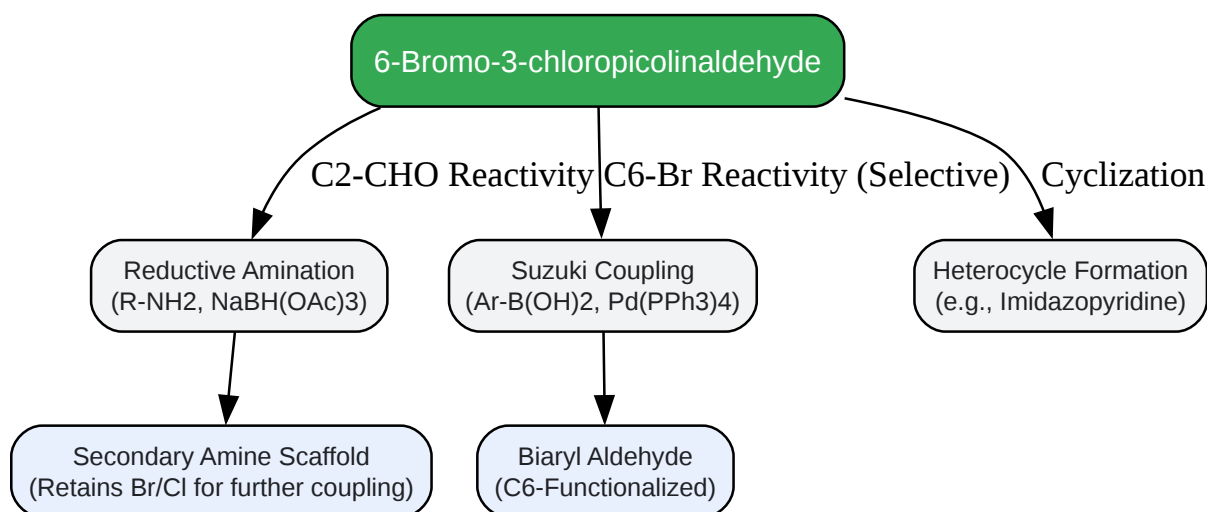 6-Bromo-3-chloropicolinaldehyde
C2-CHO Reactivity
C6-Br Reactivity (Selective)
Cyclization
Reductive Amination
(R-NH2, NaBH(OAc)3)
Suzuki Coupling
(Ar-B(OH)2, Pd(PPh3)4)
Heterocycle Formation
(e.g., Imidazopyridine)
Secondary Amine Scaffold
(Retains Br/Cl for further coupling)
Biaryl Aldehyde
(C6-Functionalized)